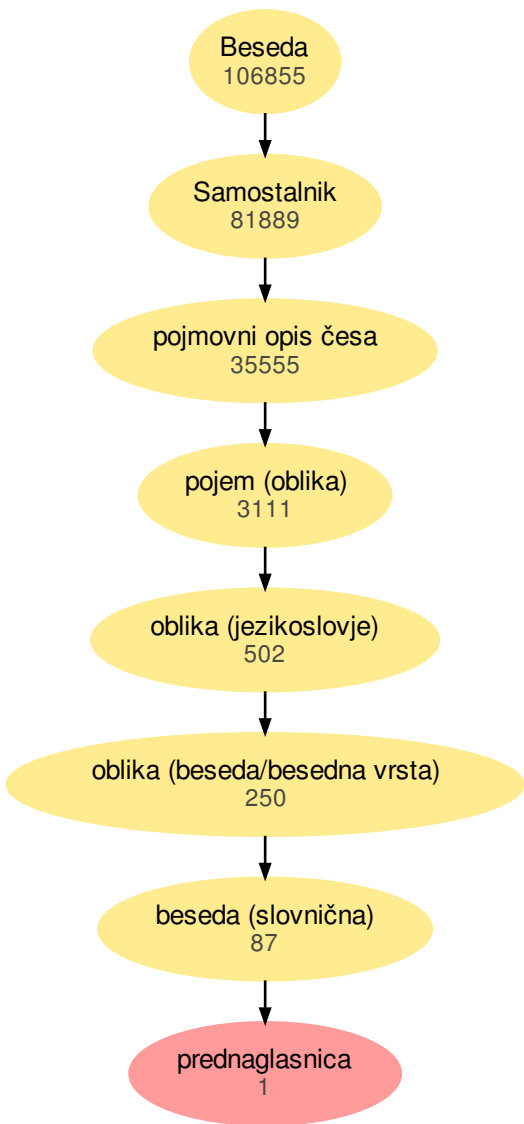 Beseda
106855
Samostalnik
81889
pojmovni opis česa
35555
pojem (oblika)
3111
oblika (jezikoslovje)
502
oblika (beseda/besedna vrsta)
250
beseda (slovnična)
87
prednaglasnica
1